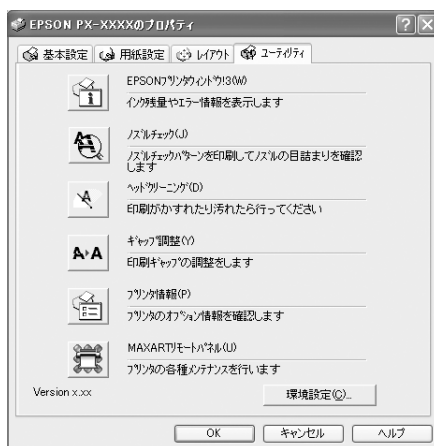 EPSON PX-XXXXのプロパティ
基本設定 用紙設定 レイアウト ユーティリティ
EPSONプリンタウィンドウ!3(W)
インク残量やエラー情報を表示します
ノズルチェック(J)
ノズルチェックパターンを印刷してノズルの目詰まりを確認
します
ヘッドクリーニング(D)
印刷がかすれたり汚れたら行ってください
ギャップ調整(Y)
印刷ギャップの調整をします
プリンタ情報(P)
プリンタのオプション情報を確認します
MAXARTリモートパネル(U)
プリンタの各種メンテナンスを行います
Version x.xx
環境設定(C)...
OK キャンセル ヘルプ